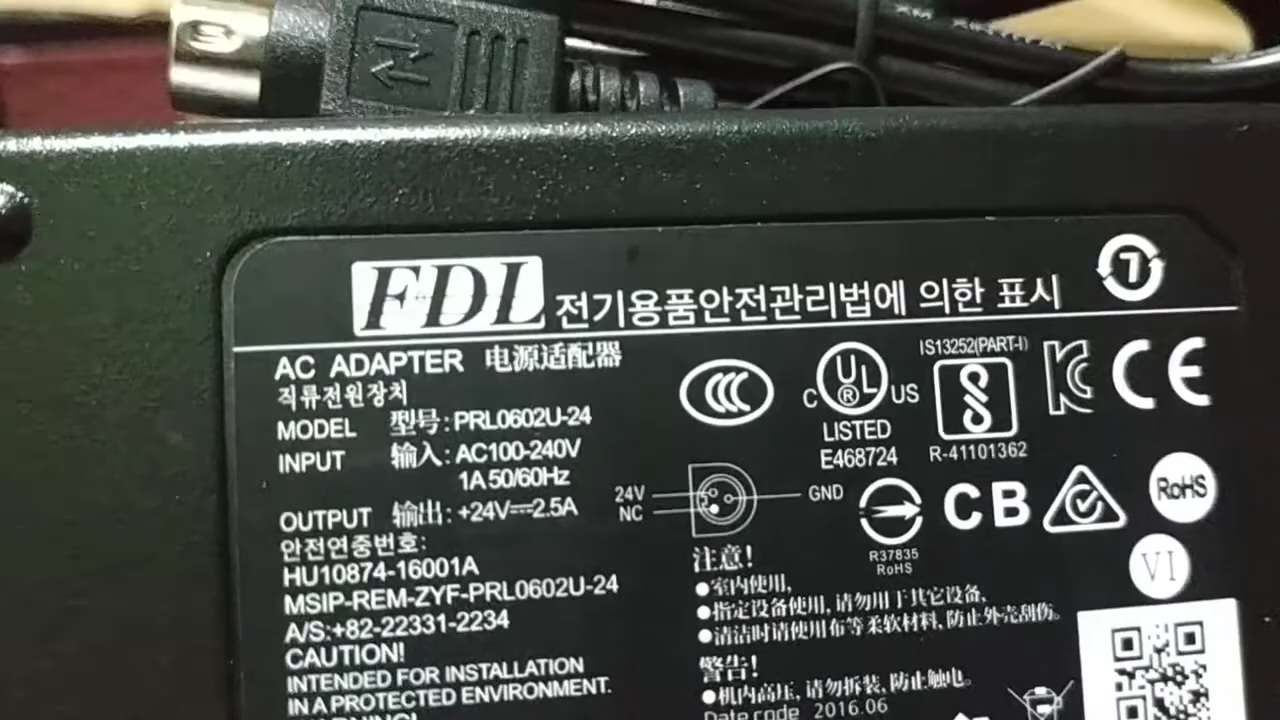 FDL 전기용품안전관리법에 의한 표시 7
AC ADAPTER 电源适配器
직류전원장치
MODEL 型号: PRL0602U-24
INPUT 输入: AC100-240V
1A 50/60Hz
OUTPUT 输出: +24V⎓2.5A
안전연중번호:
HU10874-16001A
MSIP-REM-ZYF-PRL0602U-24
A/S:+82-22331-2234
CAUTION!
INTENDED FOR INSTALLATION
IN A PROTECTED ENVIRONMENT.
WARNING!
CCC
C UL® US
LISTED
E468724
IS13252(PART-I)
R-41101362
KC CE
24V
NC
GND
R37835
RoHS
CB
RoHS
VI
注意!
●室内使用,
●指定设备使用, 请勿用于其它设备,
●清洁时请使用布等柔软材料, 防止外壳刮伤。
警告!
●机内高压, 请勿拆装, 防止触电。
Date code 2016.06